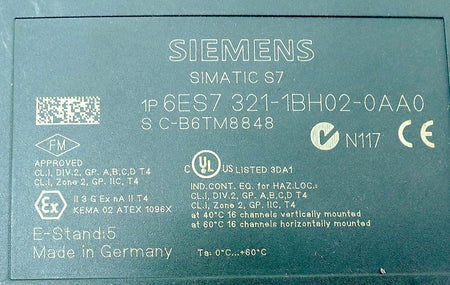 SIEMENS
SIMATIC S7
1P 6ES7 321-1BH02-0AA0
S C-B6TM8848
FM
N117 CE
APPROVED
CL.I, DIV.2, GP. A,B,C,D T4
CL.I, Zone 2, GP. IIC, T4
C UL US LISTED 3DA1
IND.CONT. EQ. for HAZ.LOC.:
CL.I, DIV.2, GP. A,B,C,D T4
CL.I, Zone 2, GP. IIC, T4
at 40°C 16 channels vertically mounted
at 60°C 16 channels horizontally mounted
Ex II 3 G Ex nA II T4
KEMA 02 ATEX 1096X
E-Stand:5
Made in Germany
Ta: 0°C...+60°C